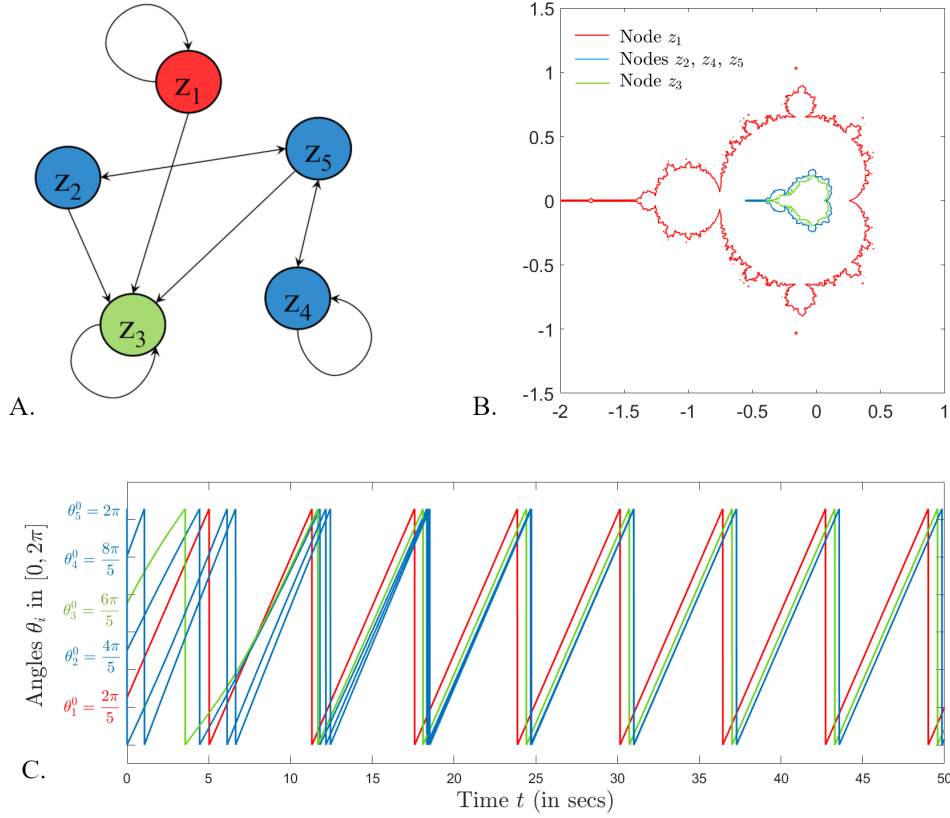 z₁
z₂
z₅
z₄
z₃
A.
Node z₁
Nodes z₂, z₄, z₅
Node z₃
1.5
1
0.5
0
-0.5
-1
-1.5
-2 -1.5 -1 -0.5 0 0.5 1
B.
Angles θᵢ in [0, 2π]
θ₅⁰ = 2π
θ₄⁰ = 8π/5
θ₃⁰ = 6π/5
θ₂⁰ = 4π/5
θ₁⁰ = 2π/5
0 5 10 15 20 25 30 35 40 45 50
Time t (in secs)
C.